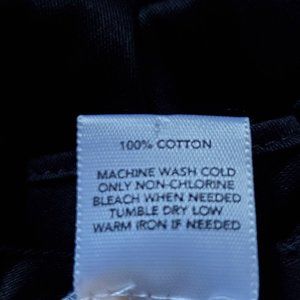 100% COTTON
MACHINE WASH COLD
ONLY NON-CHLORINE
BLEACH WHEN NEEDED
TUMBLE DRY LOW
WARM IRON IF NEEDED